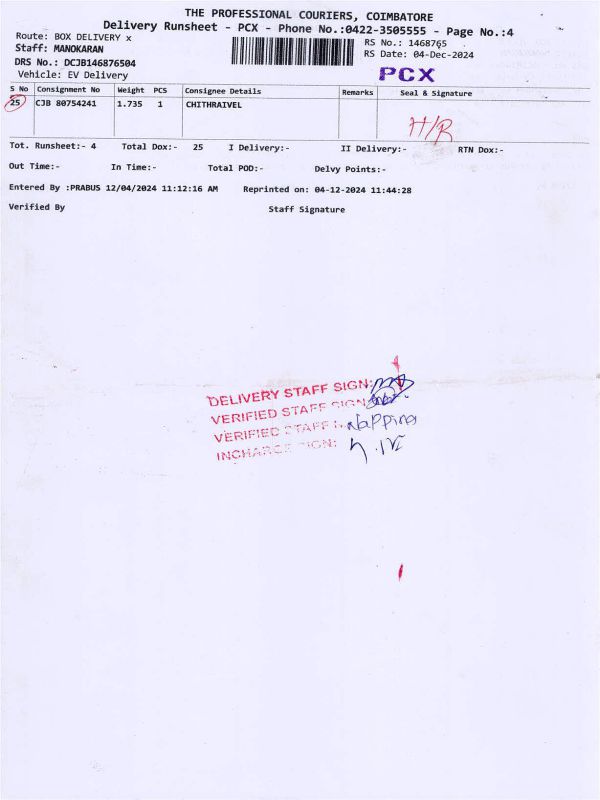 THE PROFESSIONAL COURIERS, COIMBATORE
Delivery Runsheet - PCX - Phone No.:0422-3505555 - Page No.:4
Route: BOX DELIVERY x
RS No.: 1468765
Staff: MANOKARAN
RS Date: 04-Dec-2024
DRS No.: DCJB146876504
Vehicle: EV Delivery
PCX
S No Consignment No Weight PCS Consignee Details Remarks Seal & Signature
25 CJB 80754241 1.735 1 CHITHRAIVEL
H/R
Tot. Runsheet:- 4 Total Dox:- 25 I Delivery:- II Delivery:- RTN Dox:-
Out Time:- In Time:- Total POD:- Delvy Points:-
Entered By :PRABUS 12/04/2024 11:12:16 AM Reprinted on: 04-12-2024 11:44:28
Verified By Staff Signature
DELIVERY STAFF SIGN:
VERIFIED STAFF SIGN
VERIFIED STAFF
INCHARGE SIGN: